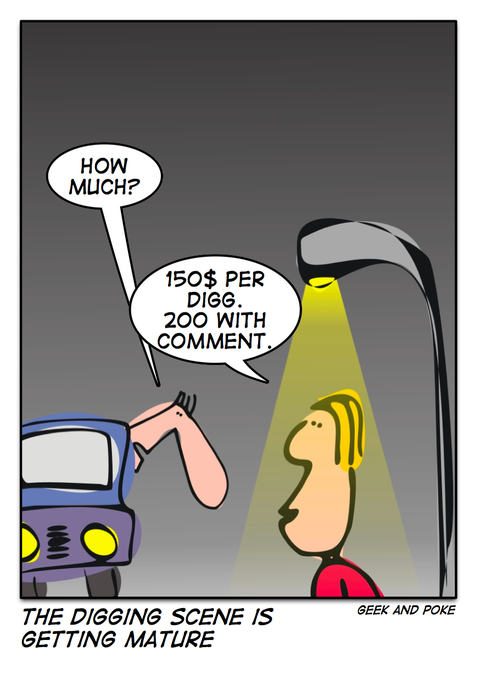 HOW
MUCH?
150$ PER
DIGG.
200 WITH
COMMENT.
THE DIGGING SCENE IS
GETTING MATURE
GEEK AND POKE